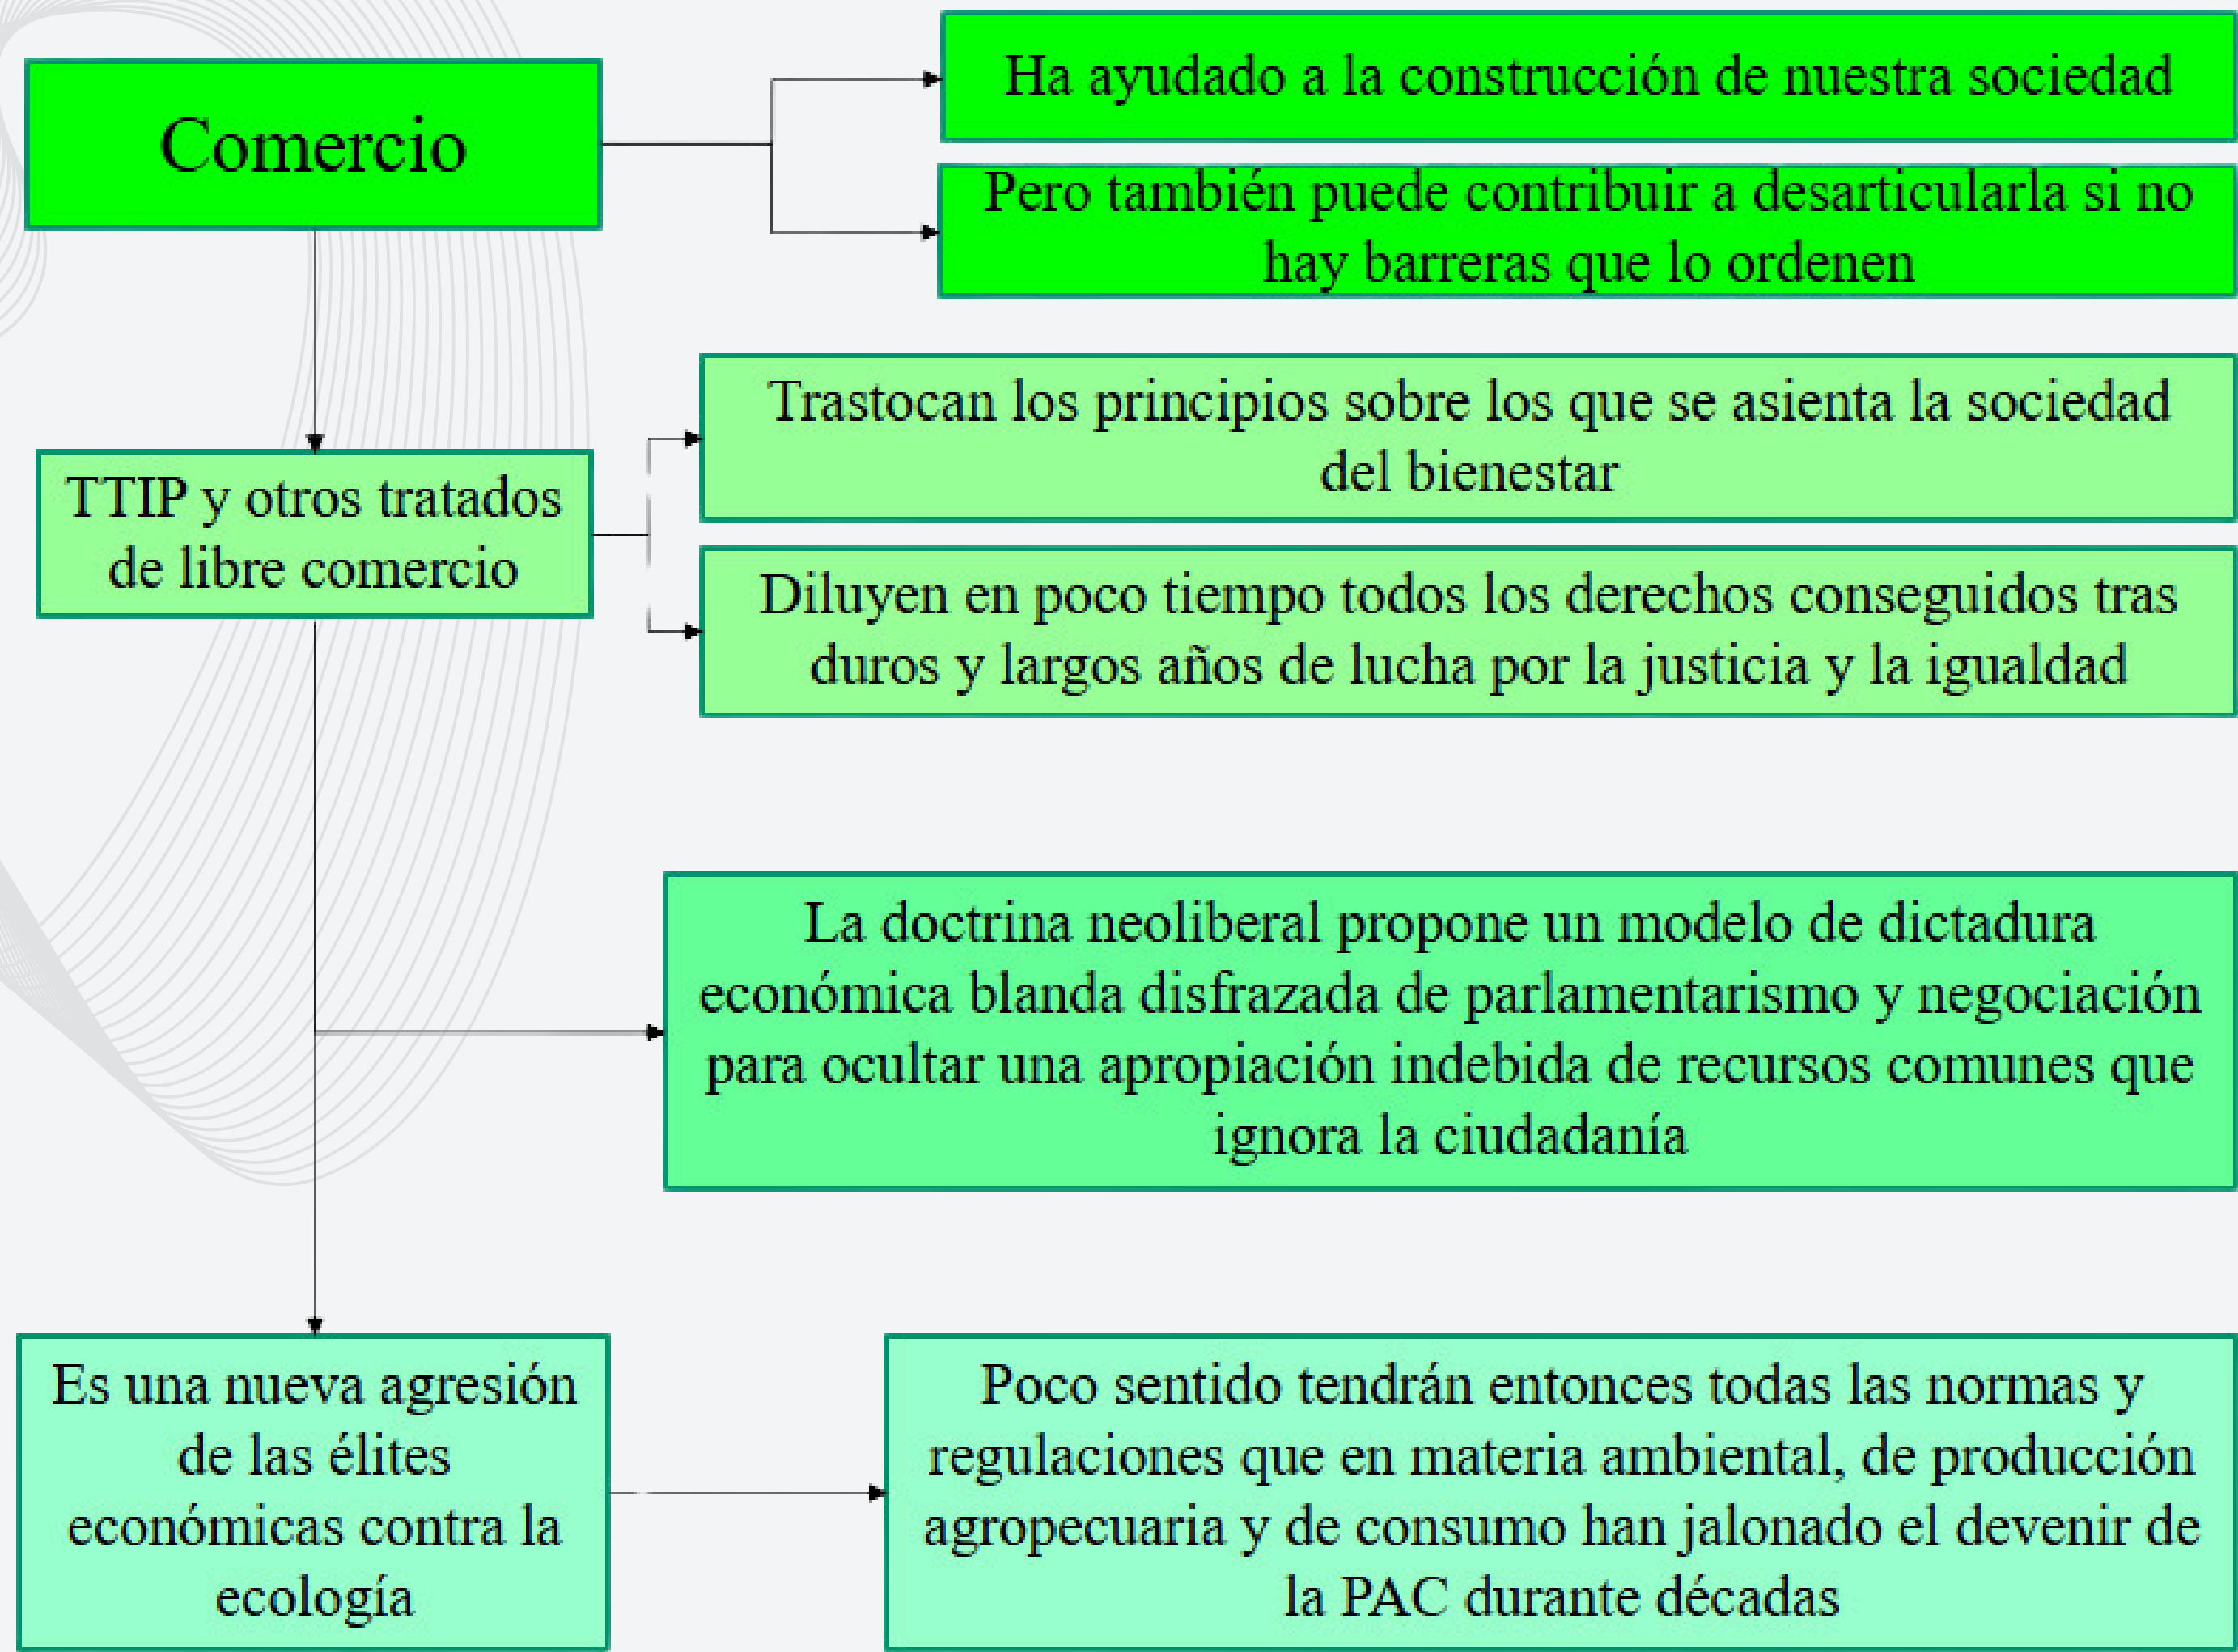 Comercio
Ha ayudado a la construcción de nuestra sociedad
Pero también puede contribuir a desarticularla si no
hay barreras que lo ordenen
TTIP y otros tratados
de libre comercio
Trastocan los principios sobre los que se asienta la sociedad
del bienestar
Diluyen en poco tiempo todos los derechos conseguidos tras
duros y largos años de lucha por la justicia y la igualdad
La doctrina neoliberal propone un modelo de dictadura
económica blanda disfrazada de parlamentarismo y negociación
para ocultar una apropiación indebida de recursos comunes que
ignora la ciudadanía
Es una nueva agresión
de las élites
económicas contra la
ecología
Poco sentido tendrán entonces todas las normas y
regulaciones que en materia ambiental, de producción
agropecuaria y de consumo han jalonado el devenir de
la PAC durante décadas